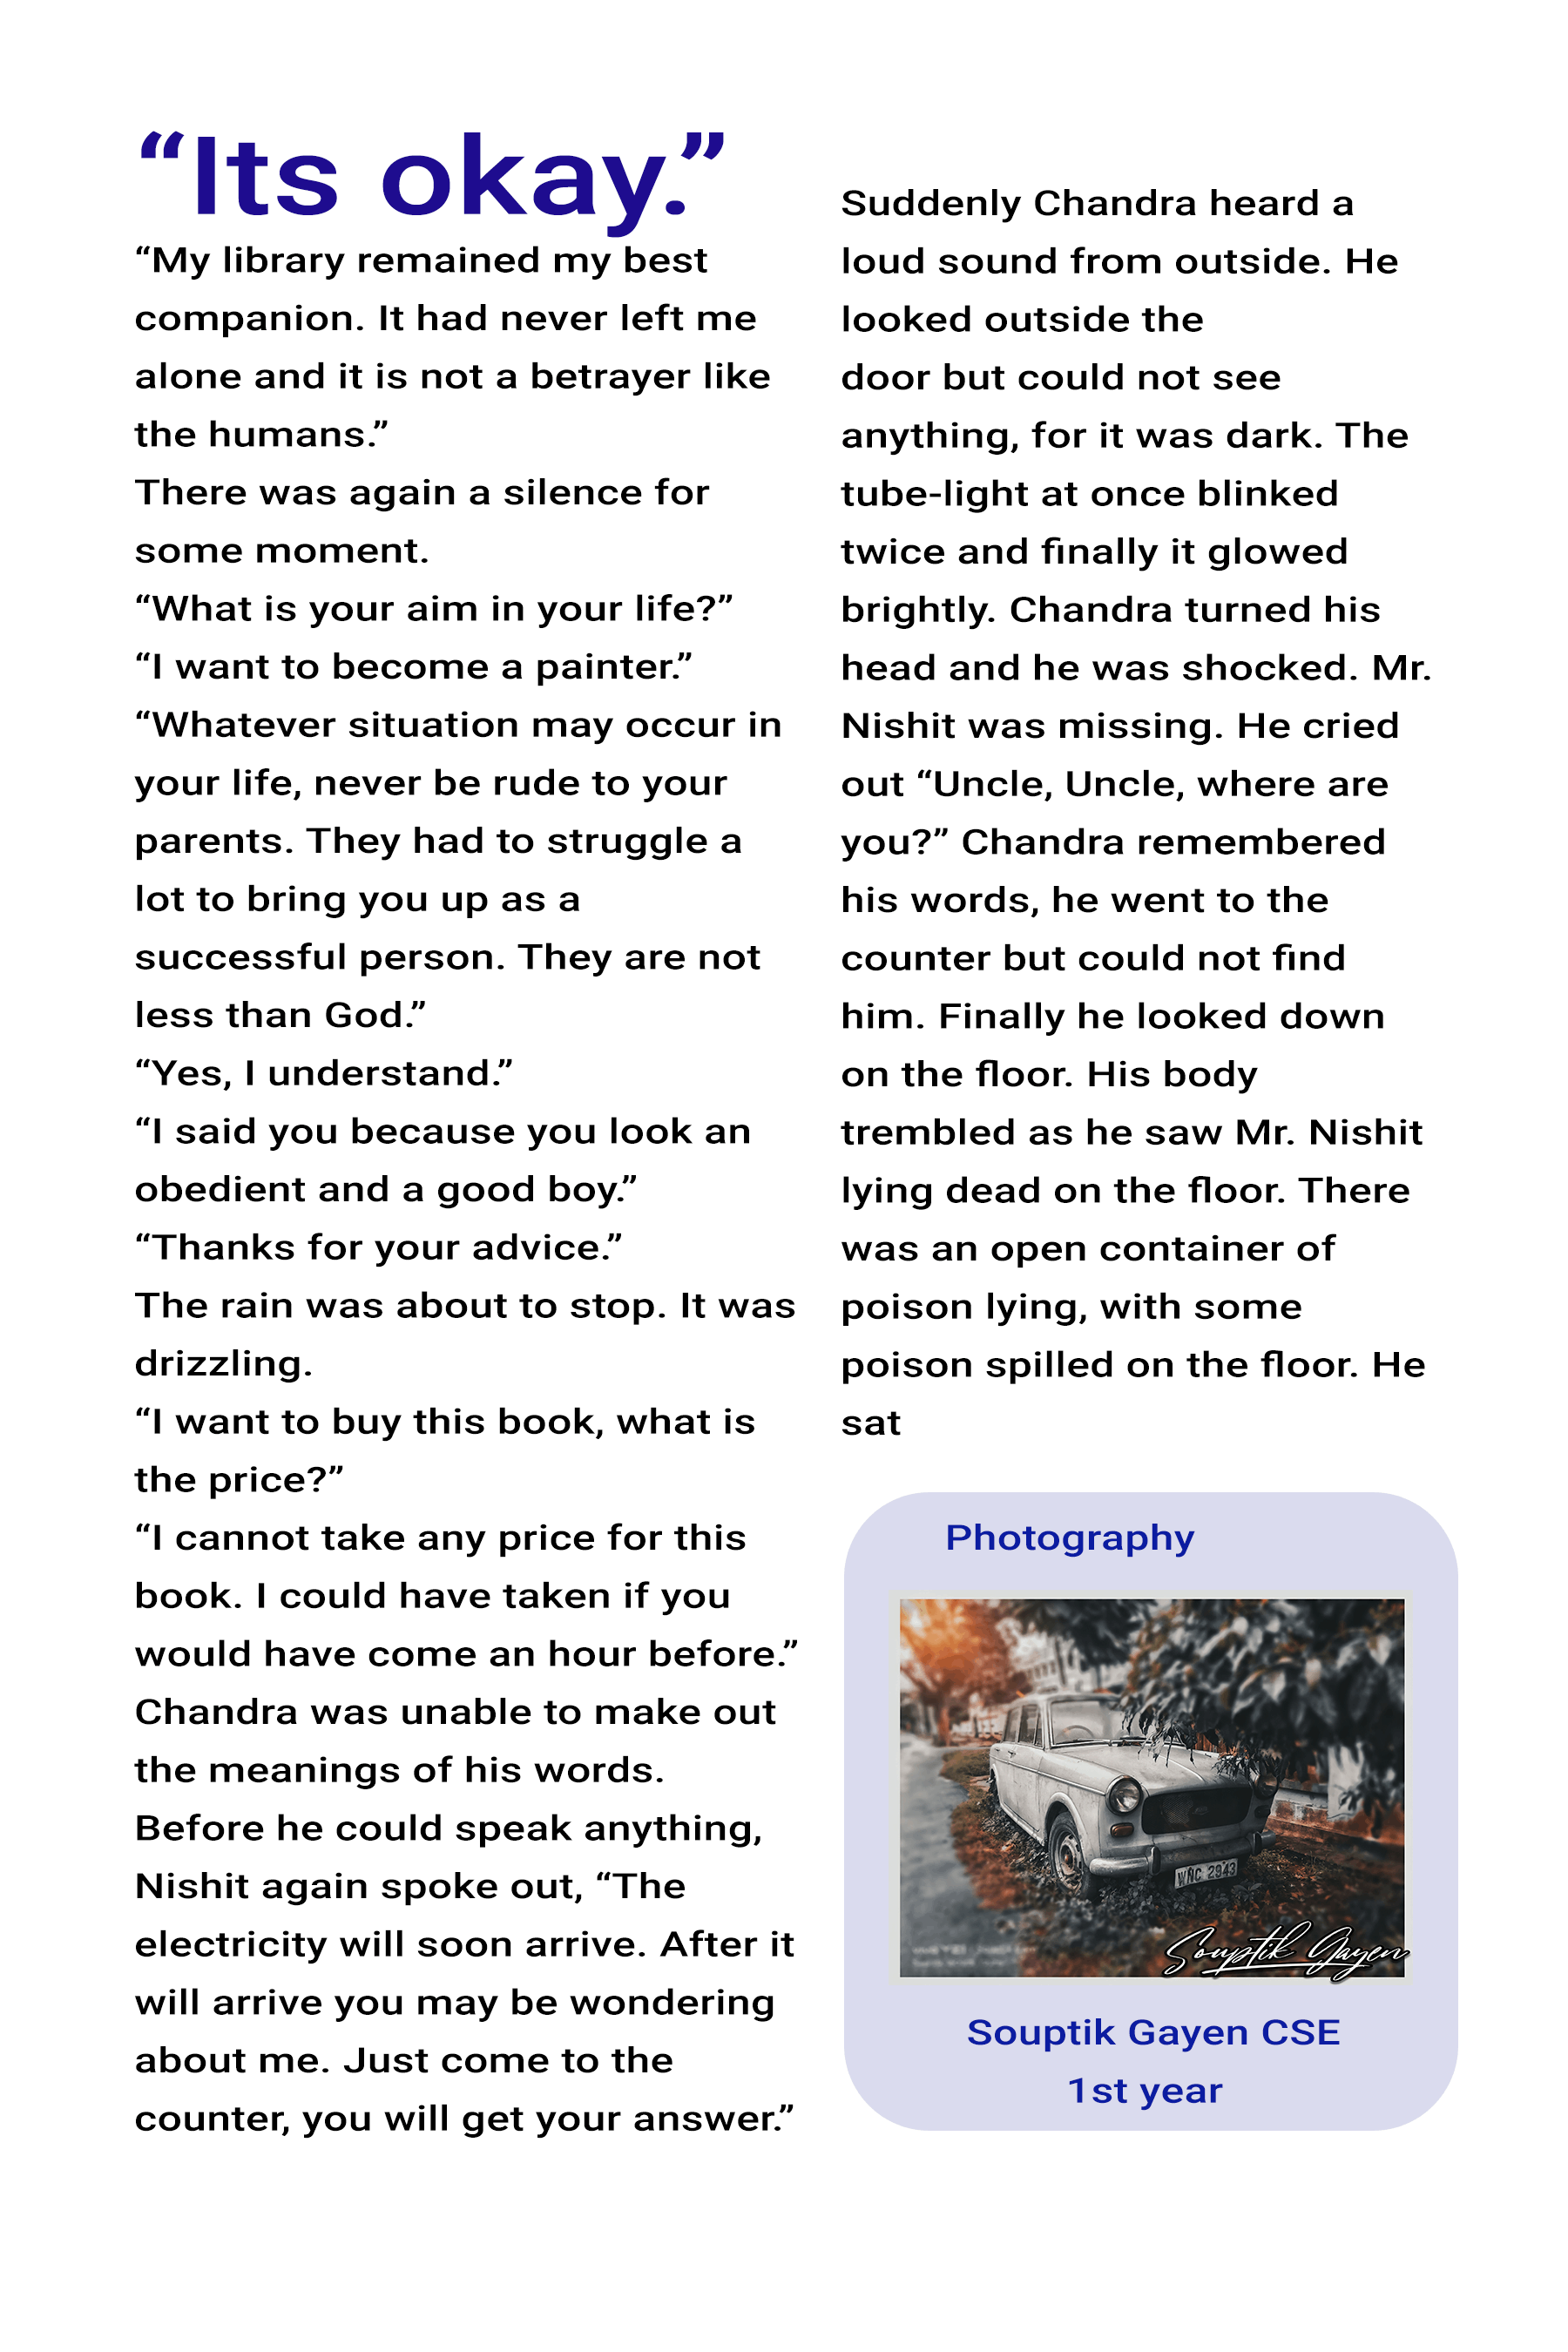 “Its okay.”
“My library remained my best
companion. It had never left me
alone and it is not a betrayer like
the humans.”
There was again a silence for
some moment.
“What is your aim in your life?”
“I want to become a painter.”
“Whatever situation may occur in
your life, never be rude to your
parents. They had to struggle a
lot to bring you up as a
successful person. They are not
less than God.”
“Yes, I understand.”
“I said you because you look an
obedient and a good boy.”
“Thanks for your advice.”
The rain was about to stop. It was
drizzling.
“I want to buy this book, what is
the price?”
“I cannot take any price for this
book. I could have taken if you
would have come an hour before.”
Chandra was unable to make out
the meanings of his words.
Before he could speak anything,
Nishit again spoke out, “The
electricity will soon arrive. After it
will arrive you may be wondering
about me. Just come to the
counter, you will get your answer.”
Suddenly Chandra heard a
loud sound from outside. He
looked outside the
door but could not see
anything, for it was dark. The
tube-light at once blinked
twice and finally it glowed
brightly. Chandra turned his
head and he was shocked. Mr.
Nishit was missing. He cried
out “Uncle, Uncle, where are
you?” Chandra remembered
his words, he went to the
counter but could not find
him. Finally he looked down
on the floor. His body
trembled as he saw Mr. Nishit
lying dead on the floor. There
was an open container of
poison lying, with some
poison spilled on the floor. He
sat
Photography
WNC 2943
Souptik Gayen
Souptik Gayen CSE
1st year